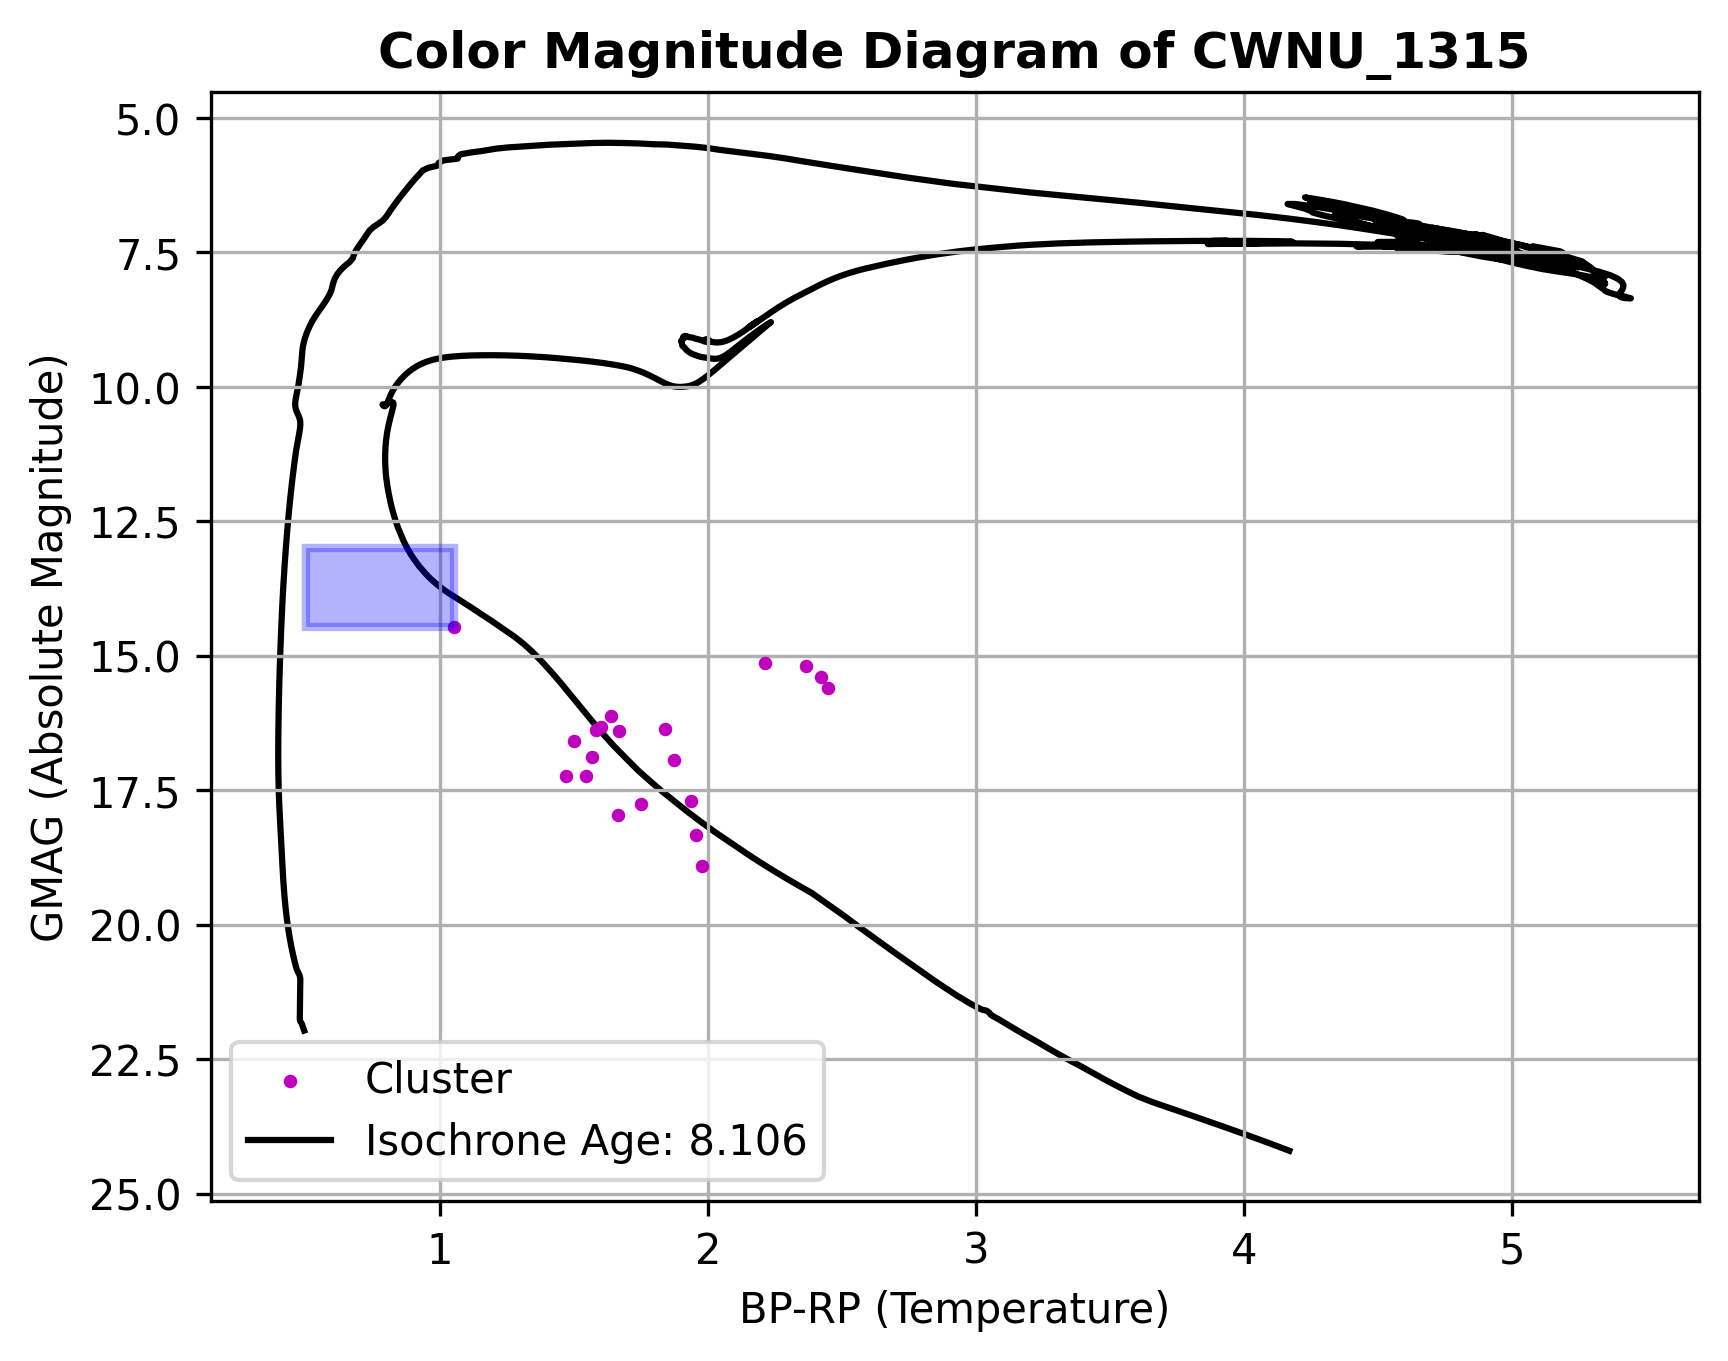 Color Magnitude Diagram of CWNU_1315
GMAG (Absolute Magnitude)
5.0
7.5
10.0
12.5
15.0
17.5
20.0
22.5
25.0
Cluster
Isochrone Age: 8.106
1 2 3 4 5
BP-RP (Temperature)